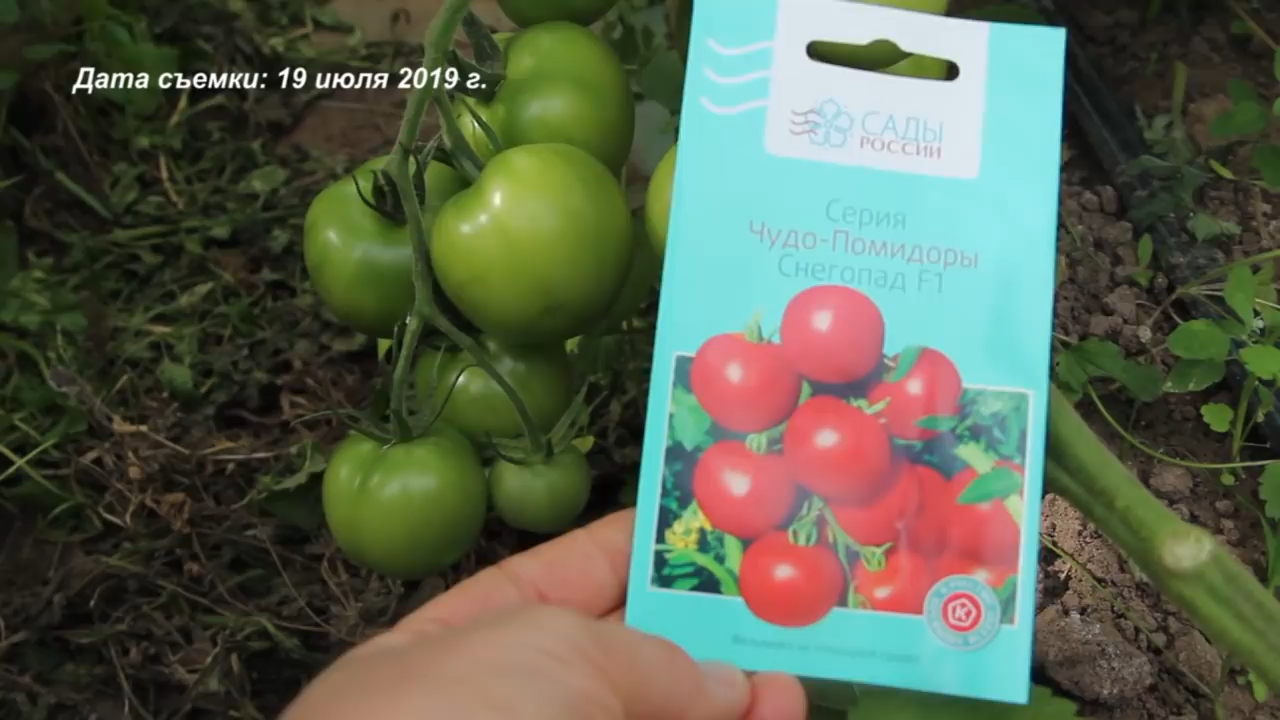 Дата съемки: 19 июля 2019 г.
САДЫ
РОССИИ
Серия
Чудо-Помидоры
Снегопад F1
К